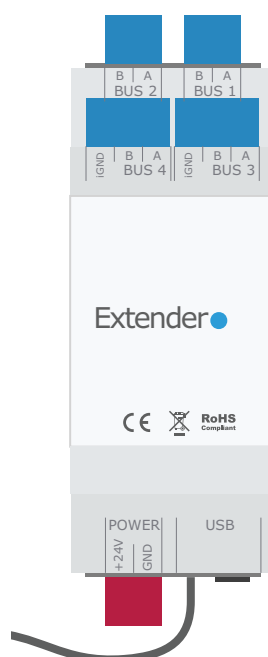 B A B A
BUS 2 BUS 1
iGND B A iGND B A
BUS 4 BUS 3
Extender
CE RoHS
Compliant
POWER USB
+24V GND